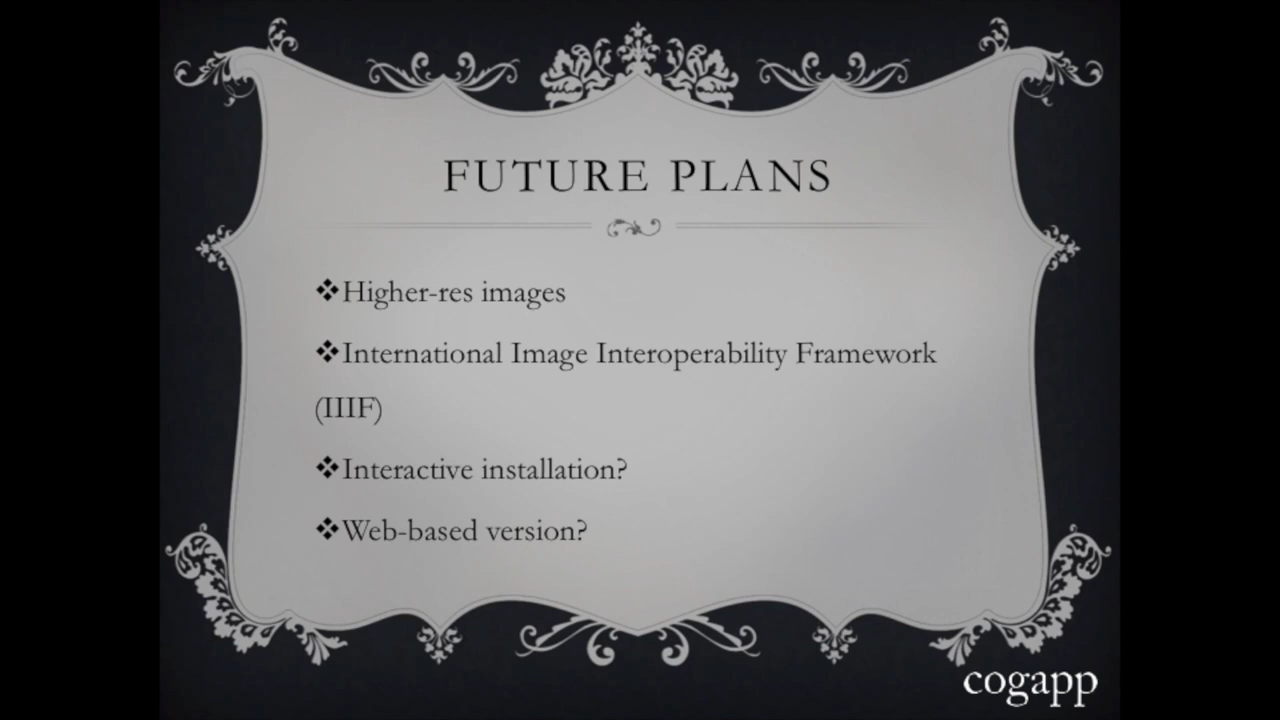 FUTURE PLANS
❖Higher-res images
❖International Image Interoperability Framework
(IIIF)
❖Interactive installation?
❖Web-based version?
cogapp